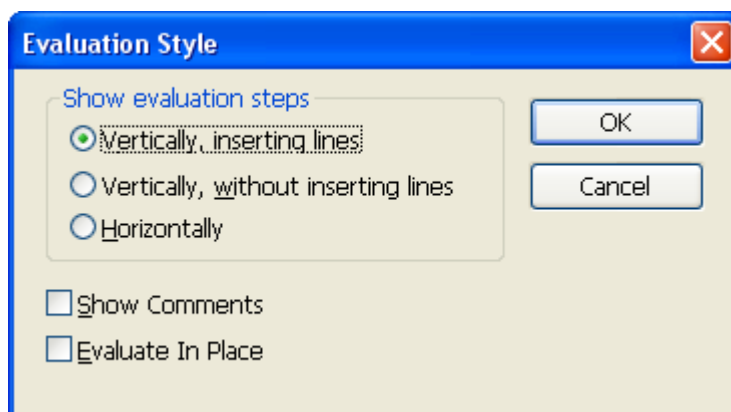 Evaluation Style
Show evaluation steps
Vertically, inserting lines
Vertically, without inserting lines
Horizontally
OK
Cancel
Show Comments
Evaluate In Place